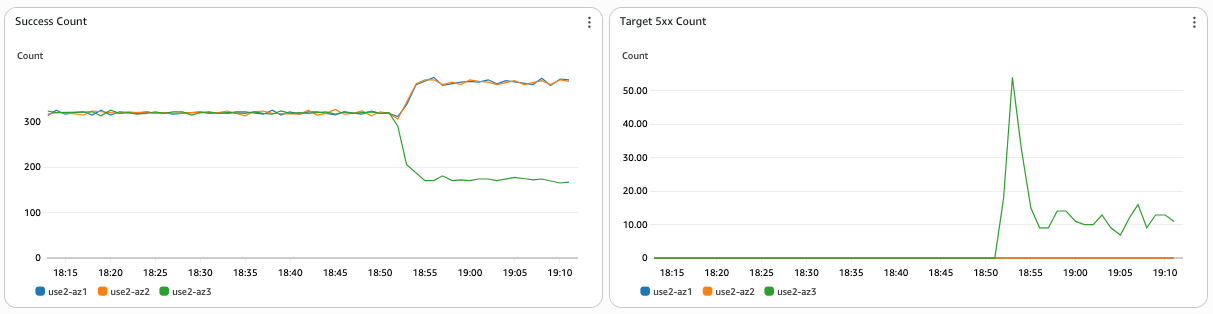 Success Count
Count
300
200
100
0
18:15 18:20 18:25 18:30 18:35 18:40 18:45 18:50 18:55 19:00 19:05 19:10
use2-az1 use2-az2 use2-az3
Target 5xx Count
Count
50.00
40.00
30.00
20.00
10.00
0
18:15 18:20 18:25 18:30 18:35 18:40 18:45 18:50 18:55 19:00 19:05 19:10
use2-az1 use2-az2 use2-az3